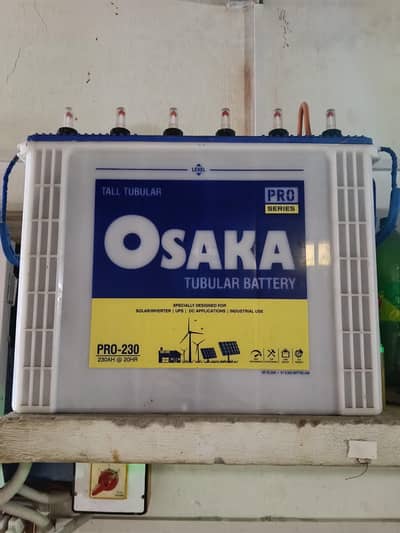 LEVEL
TALL TUBULAR
PRO
SERIES
OSAKA
TUBULAR BATTERY
SPECIALLY DESIGNED FOR
SOLAR/INVERTER | UPS | DC APPLICATIONS | INDUSTRIAL USE
PRO-230
230AH @ 20HR